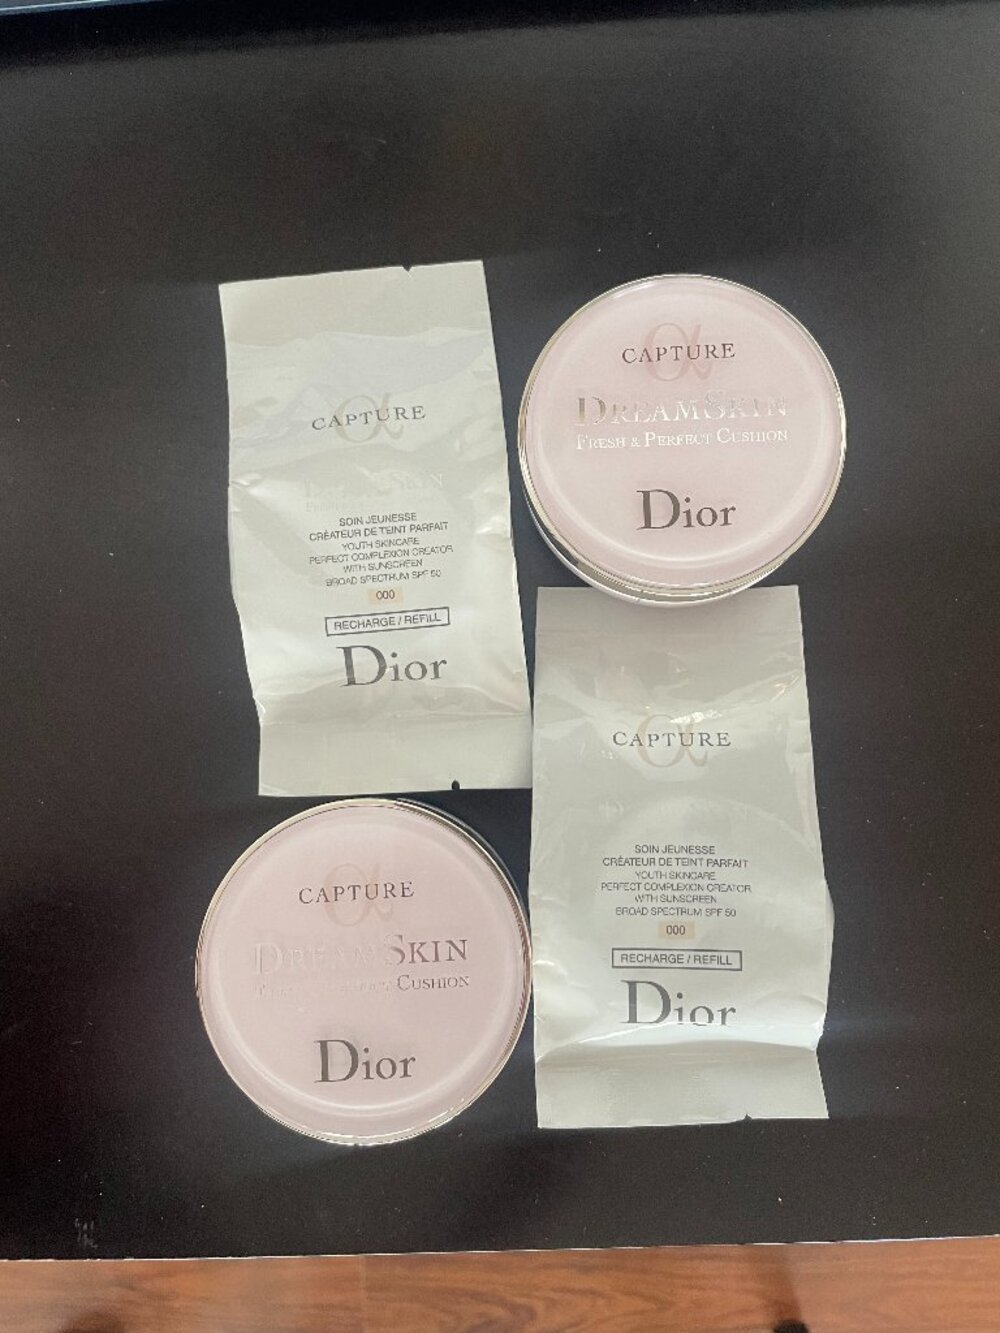 CAPTURE
SOIN JEUNESSE
CRÉATEUR DE TEINT PARFAIT
YOUTH SKINCARE
PERFECT COMPLEXION CREATOR
WITH SUNSCREEN
BROAD SPECTRUM SPF 50
000
RECHARGE / REFILL
Dior
CAPTURE
DREAMSKIN
FRESH & PERFECT CUSHION
Dior
CAPTURE
DREAMSKIN
CUSHION
Dior
CAPTURE
SOIN JEUNESSE
CRÉATEUR DE TEINT PARFAIT
YOUTH SKINCARE
PERFECT COMPLEXION CREATOR
WITH SUNSCREEN
BROAD SPECTRUM SPF 50
000
RECHARGE / REFILL
Dior